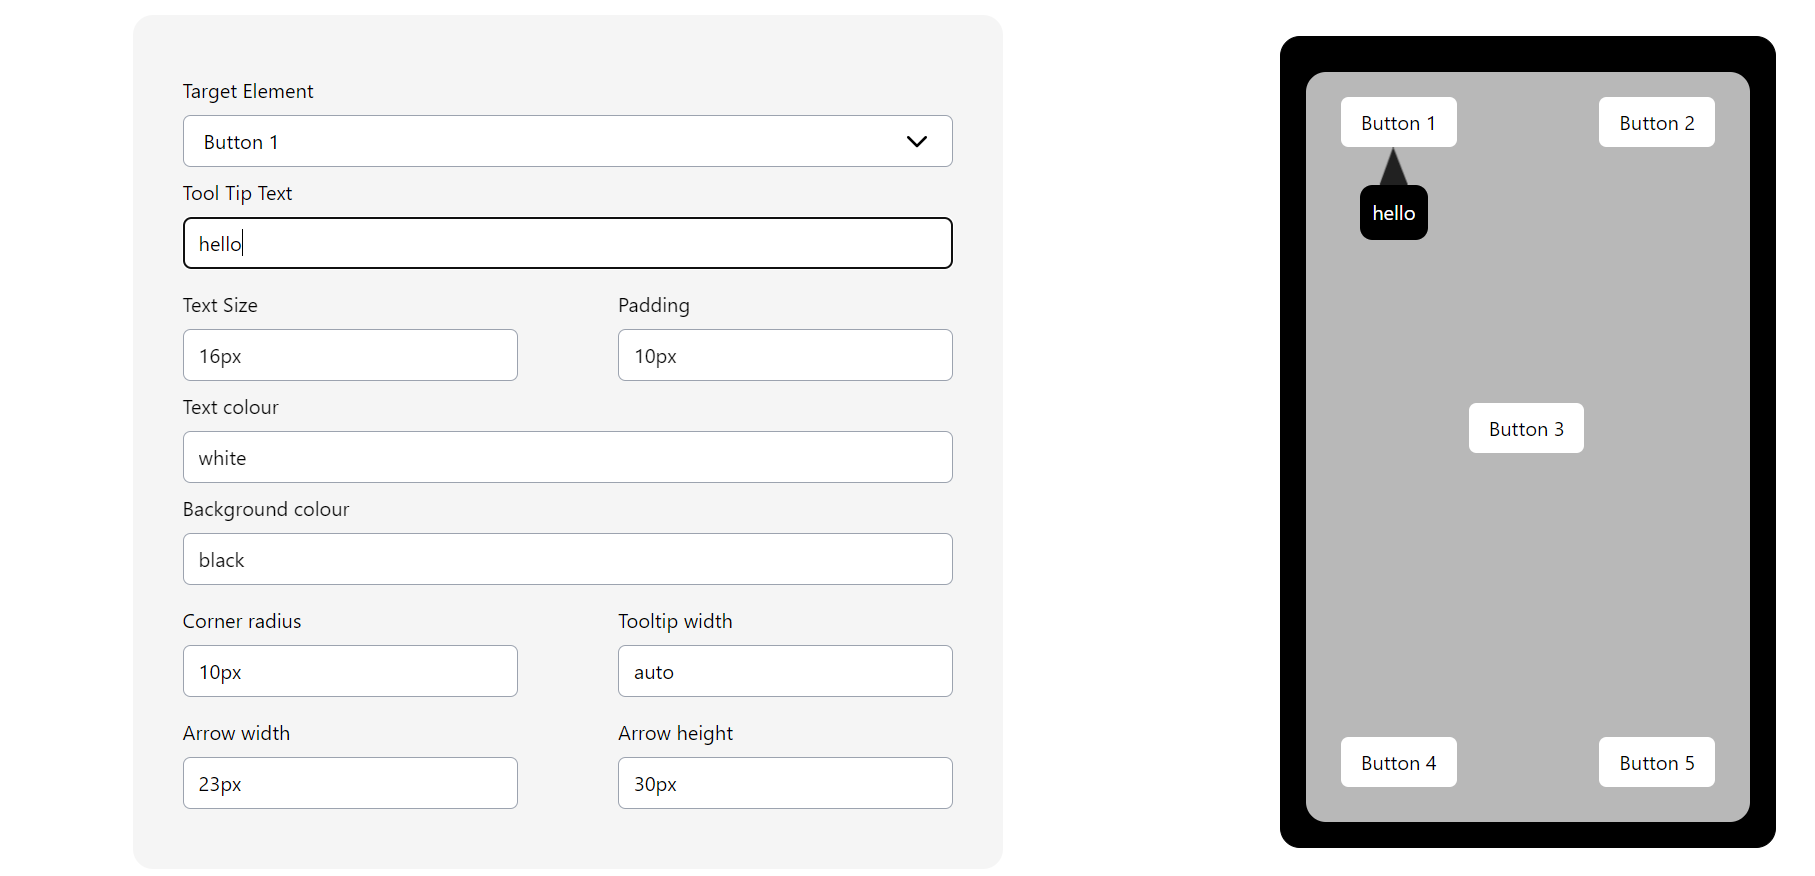 Target Element
Button 1
Tool Tip Text
hello
Text Size
Padding
16px
10px
Text colour
white
Background colour
black
Corner radius
Tooltip width
10px
auto
Arrow width
Arrow height
23px
30px
Button 1
Button 2
hello
Button 3
Button 4
Button 5